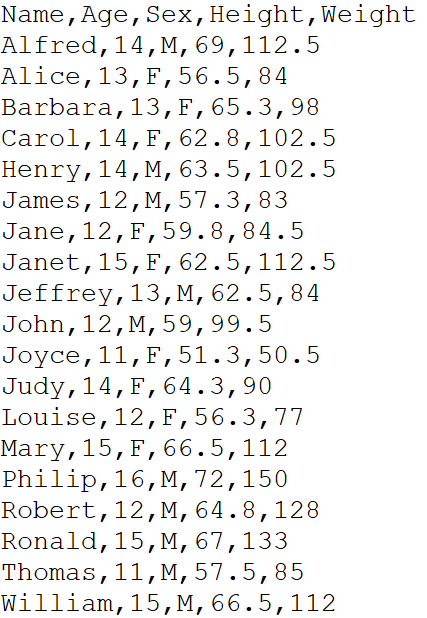 Name,Age,Sex,Height,Weight
Alfred,14,M,69,112.5
Alice,13,F,56.5,84
Barbara,13,F,65.3,98
Carol,14,F,62.8,102.5
Henry,14,M,63.5,102.5
James,12,M,57.3,83
Jane,12,F,59.8,84.5
Janet,15,F,62.5,112.5
Jeffrey,13,M,62.5,84
John,12,M,59,99.5
Joyce,11,F,51.3,50.5
Judy,14,F,64.3,90
Louise,12,F,56.3,77
Mary,15,F,66.5,112
Philip,16,M,72,150
Robert,12,M,64.8,128
Ronald,15,M,67,133
Thomas,11,M,57.5,85
William,15,M,66.5,112